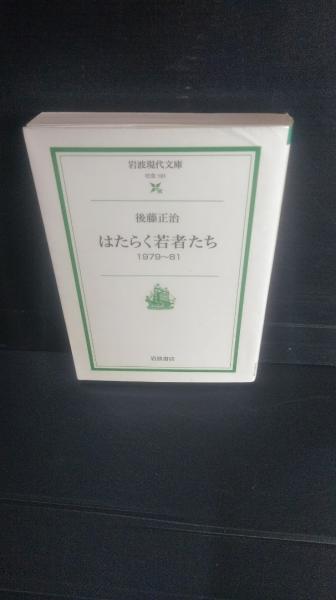 岩波現代文庫
後藤正治
はたらく若者たち
1979〜81
岩波書店